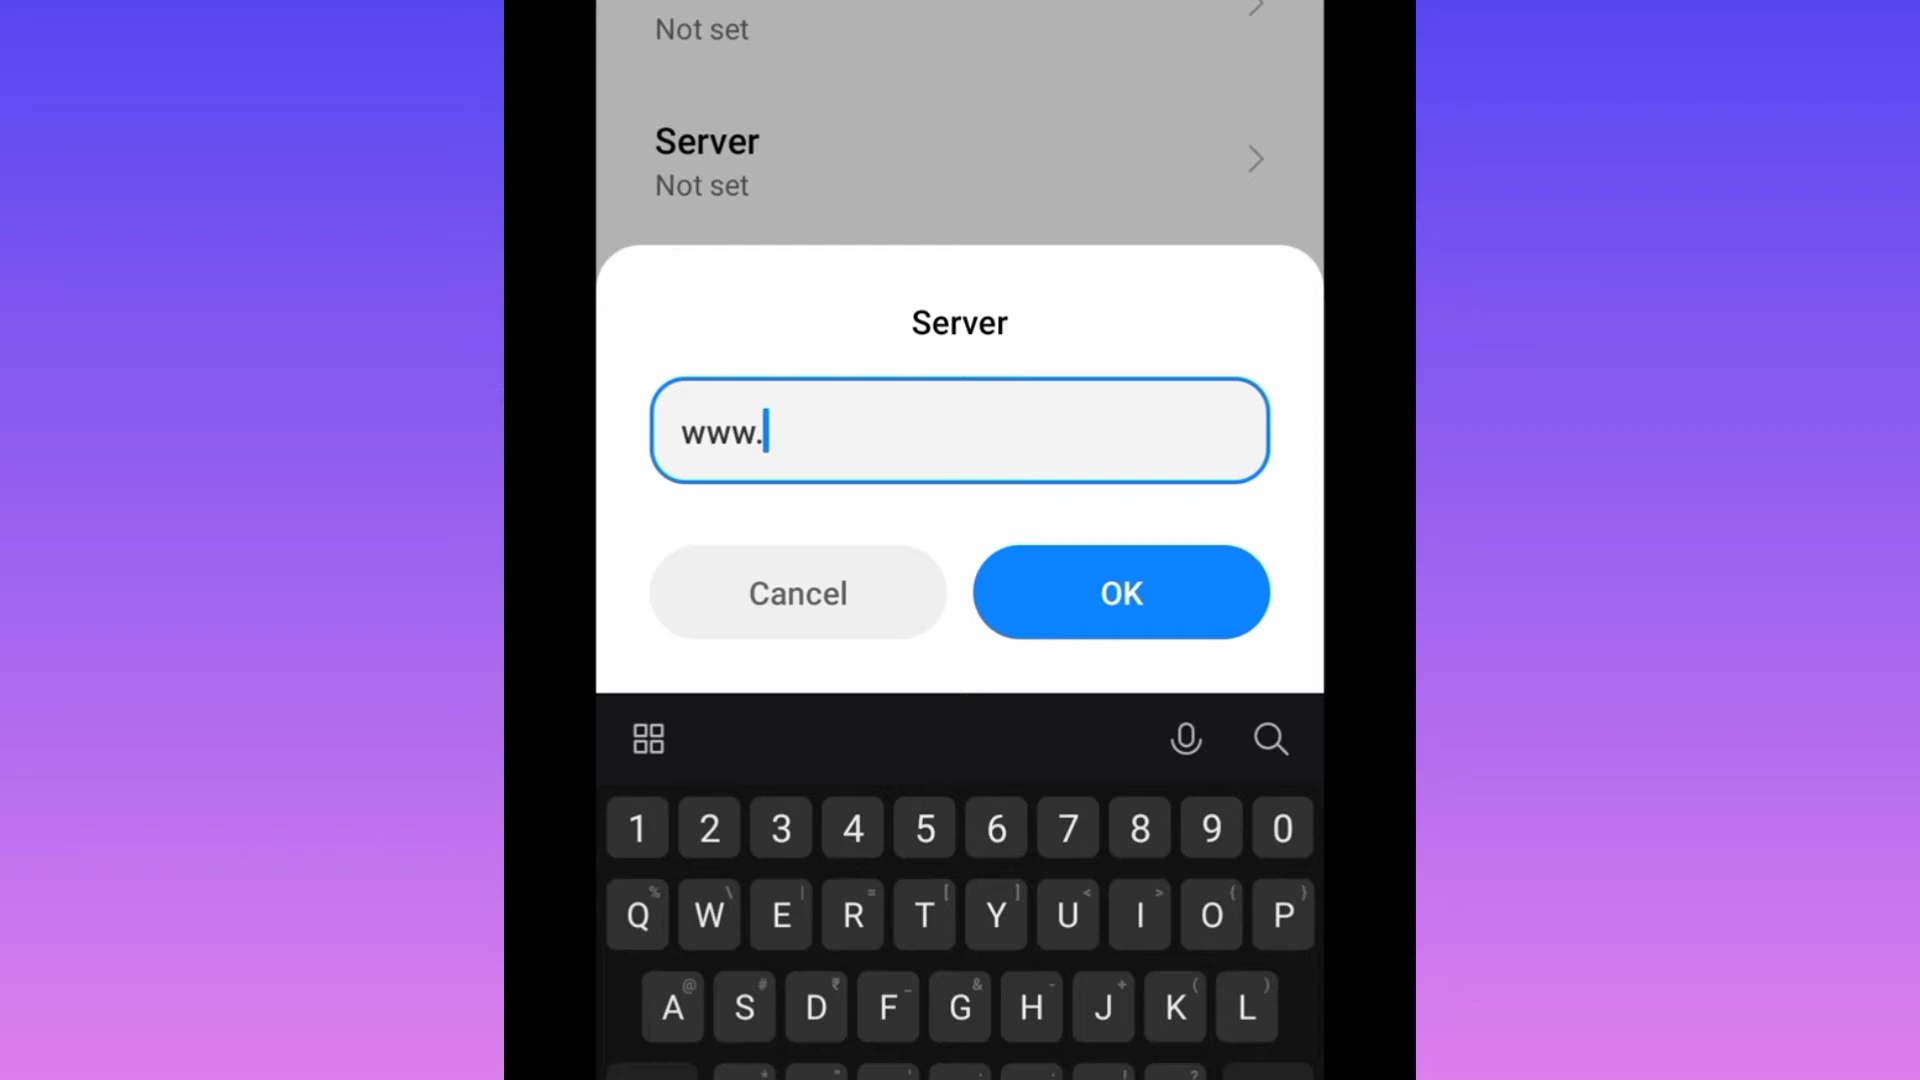 Not set
Server
Not set
Server
www.
Cancel
OK
1 2 3 4 5 6 7 8 9 0
% \ | = [ ] < > { }
Q W E R T Y U I O P
@ # ₹ _ & - + ( )
A S D F G H J K L
* " ' : ; ! ?